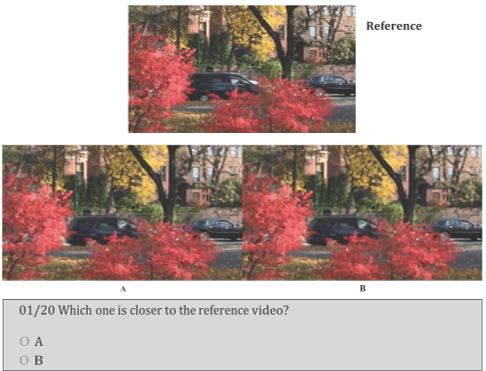 Reference
A
B
01/20 Which one is closer to the reference video?
O A
O B